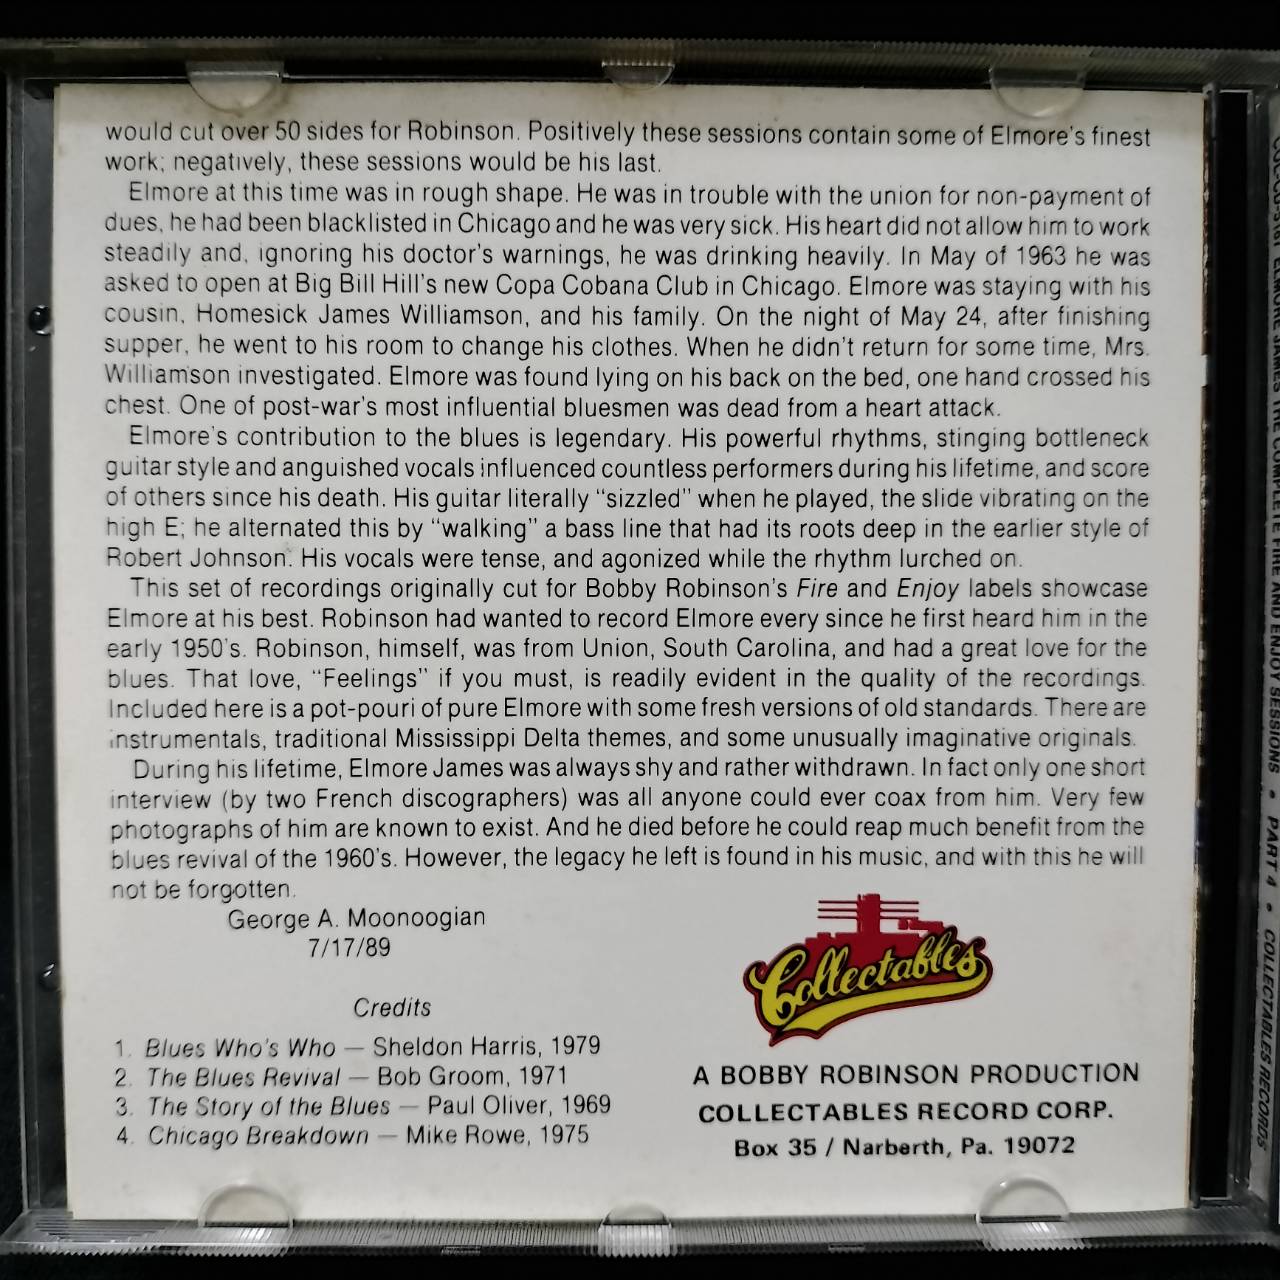 would cut over 50 sides for Robinson. Positively these sessions contain some of Elmore's finest
work; negatively, these sessions would be his last.
Elmore at this time was in rough shape. He was in trouble with the union for non-payment of
dues, he had been blacklisted in Chicago and he was very sick. His heart did not allow him to work
steadily and, ignoring his doctor's warnings, he was drinking heavily. In May of 1963 he was
asked to open at Big Bill Hill's new Copa Cobana Club in Chicago. Elmore was staying with his
cousin, Homesick James Williamson, and his family. On the night of May 24, after finishing
supper, he went to his room to change his clothes. When he didn't return for some time, Mrs.
Williamson investigated. Elmore was found lying on his back on the bed, one hand crossed his
chest. One of post-war's most influential bluesmen was dead from a heart attack.
Elmore's contribution to the blues is legendary. His powerful rhythms, stinging bottleneck
guitar style and anguished vocals influenced countless performers during his lifetime, and score
of others since his death. His guitar literally “sizzled” when he played, the slide vibrating on the
high E; he alternated this by “walking” a bass line that had its roots deep in the earlier style of
Robert Johnson. His vocals were tense, and agonized while the rhythm lurched on.
This set of recordings originally cut for Bobby Robinson's Fire and Enjoy labels showcase
Elmore at his best. Robinson had wanted to record Elmore every since he first heard him in the
early 1950's. Robinson, himself, was from Union, South Carolina, and had a great love for the
blues. That love, “Feelings” if you must, is readily evident in the quality of the recordings.
Included here is a pot-pouri of pure Elmore with some fresh versions of old standards. There are
instrumentals, traditional Mississippi Delta themes, and some unusually imaginative originals.
During his lifetime, Elmore James was always shy and rather withdrawn. In fact only one short
interview (by two French discographers) was all anyone could ever coax from him. Very few
photographs of him are known to exist. And he died before he could reap much benefit from the
blues revival of the 1960's. However, the legacy he left is found in his music, and with this he will
not be forgotten.
George A. Moonoogian
7/17/89
Credits
1. Blues Who's Who — Sheldon Harris, 1979
2. The Blues Revival — Bob Groom, 1971
3. The Story of the Blues — Paul Oliver, 1969
4. Chicago Breakdown — Mike Rowe, 1975
Collectables
A BOBBY ROBINSON PRODUCTION
COLLECTABLES RECORD CORP.
Box 35 / Narberth, Pa. 19072
ELMORE JAMES THE COMPLETE FIRE AND ENJOY SESSIONS • PART 4 • COLLECTABLES RECORDS